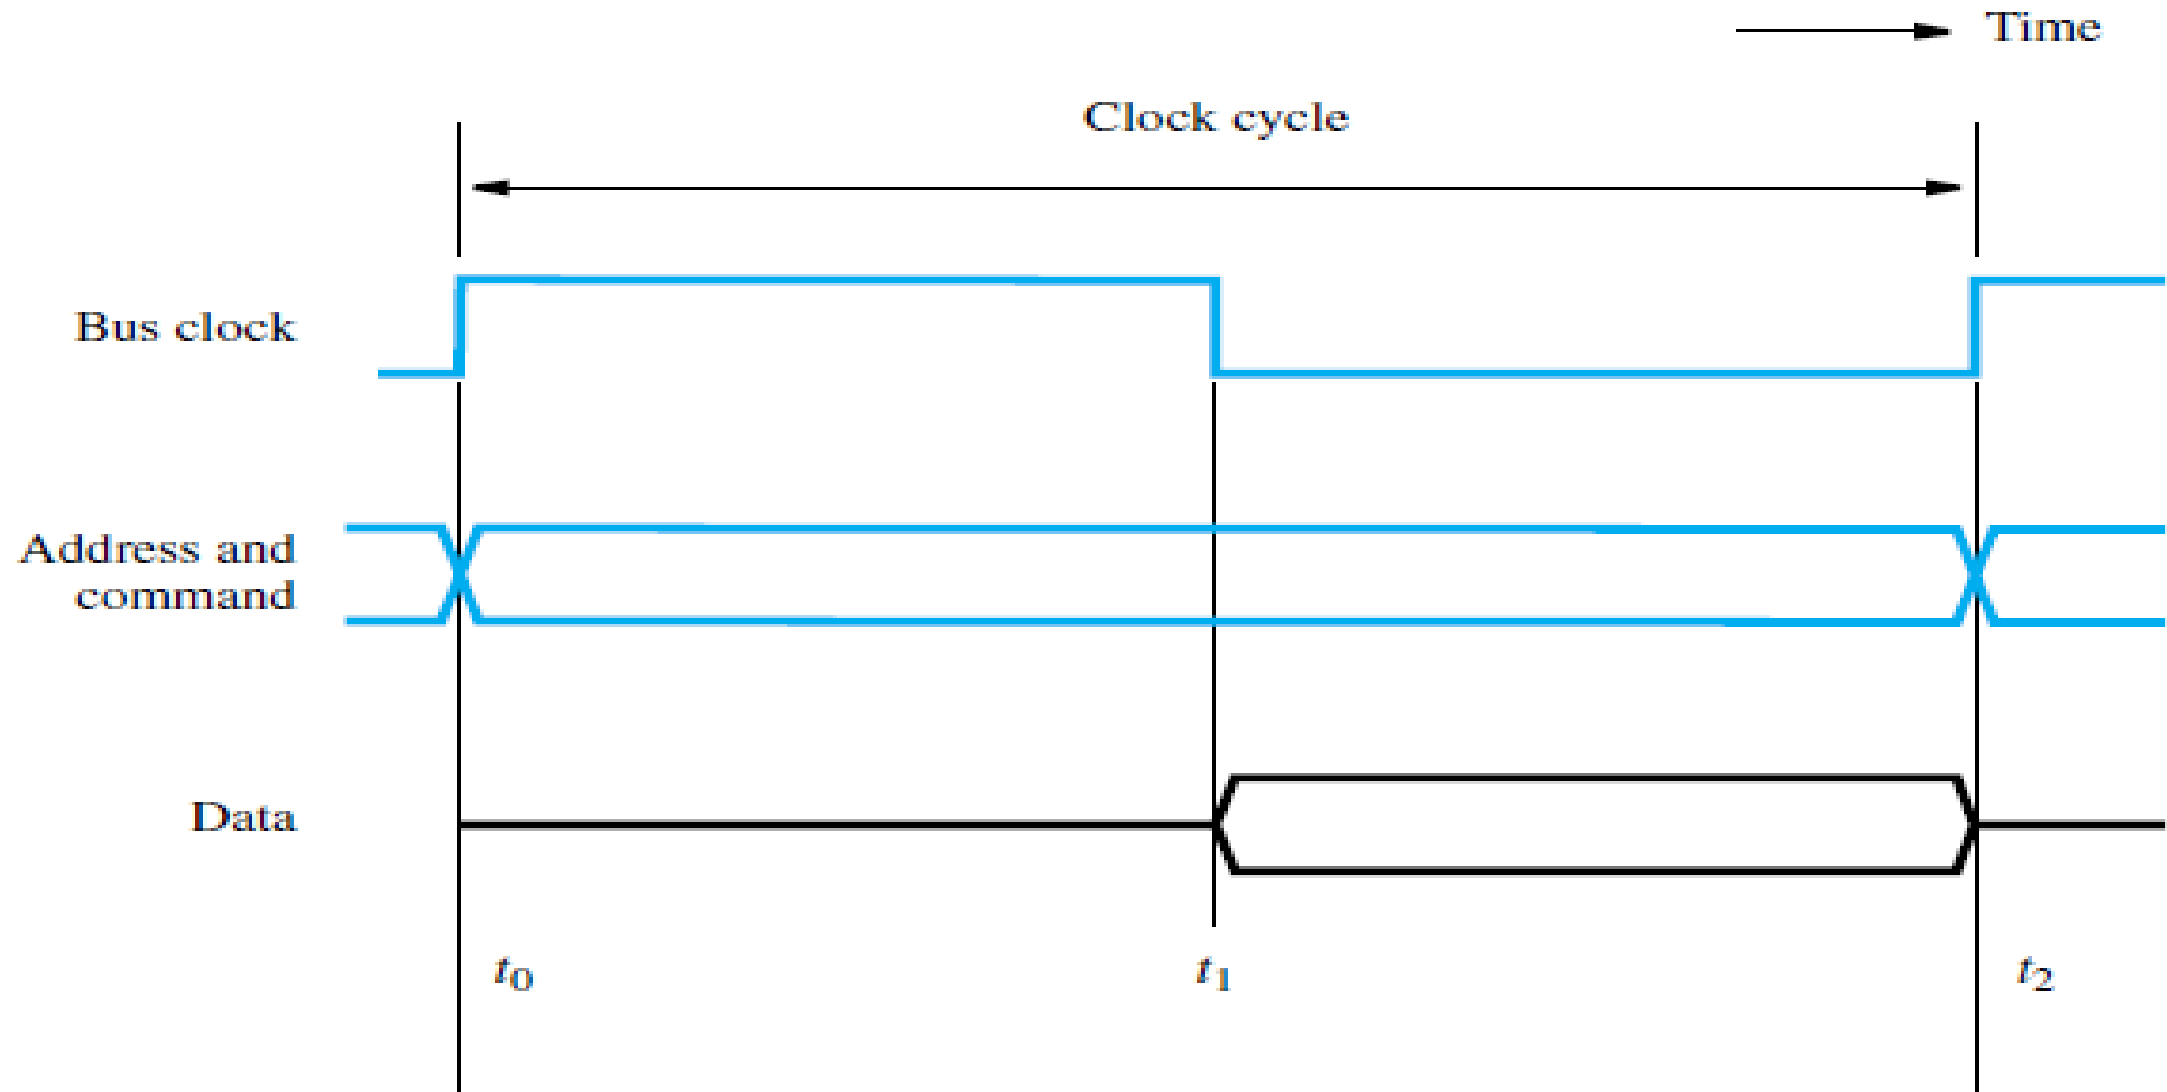 Time
Clock cycle
Bus clock
Address and
command
Data
t0
t1
t2